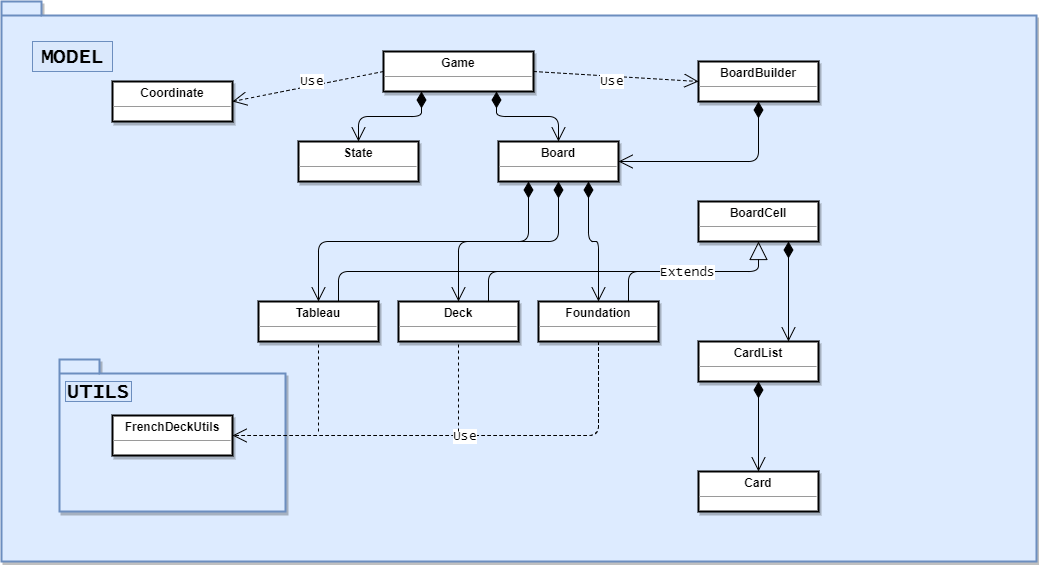 MODEL
Game
BoardBuilder
Coordinate
Use
Use
State
Board
BoardCell
Extends
Tableau
Deck
Foundation
CardList
UTILS
FrenchDeckUtils
Use
Card